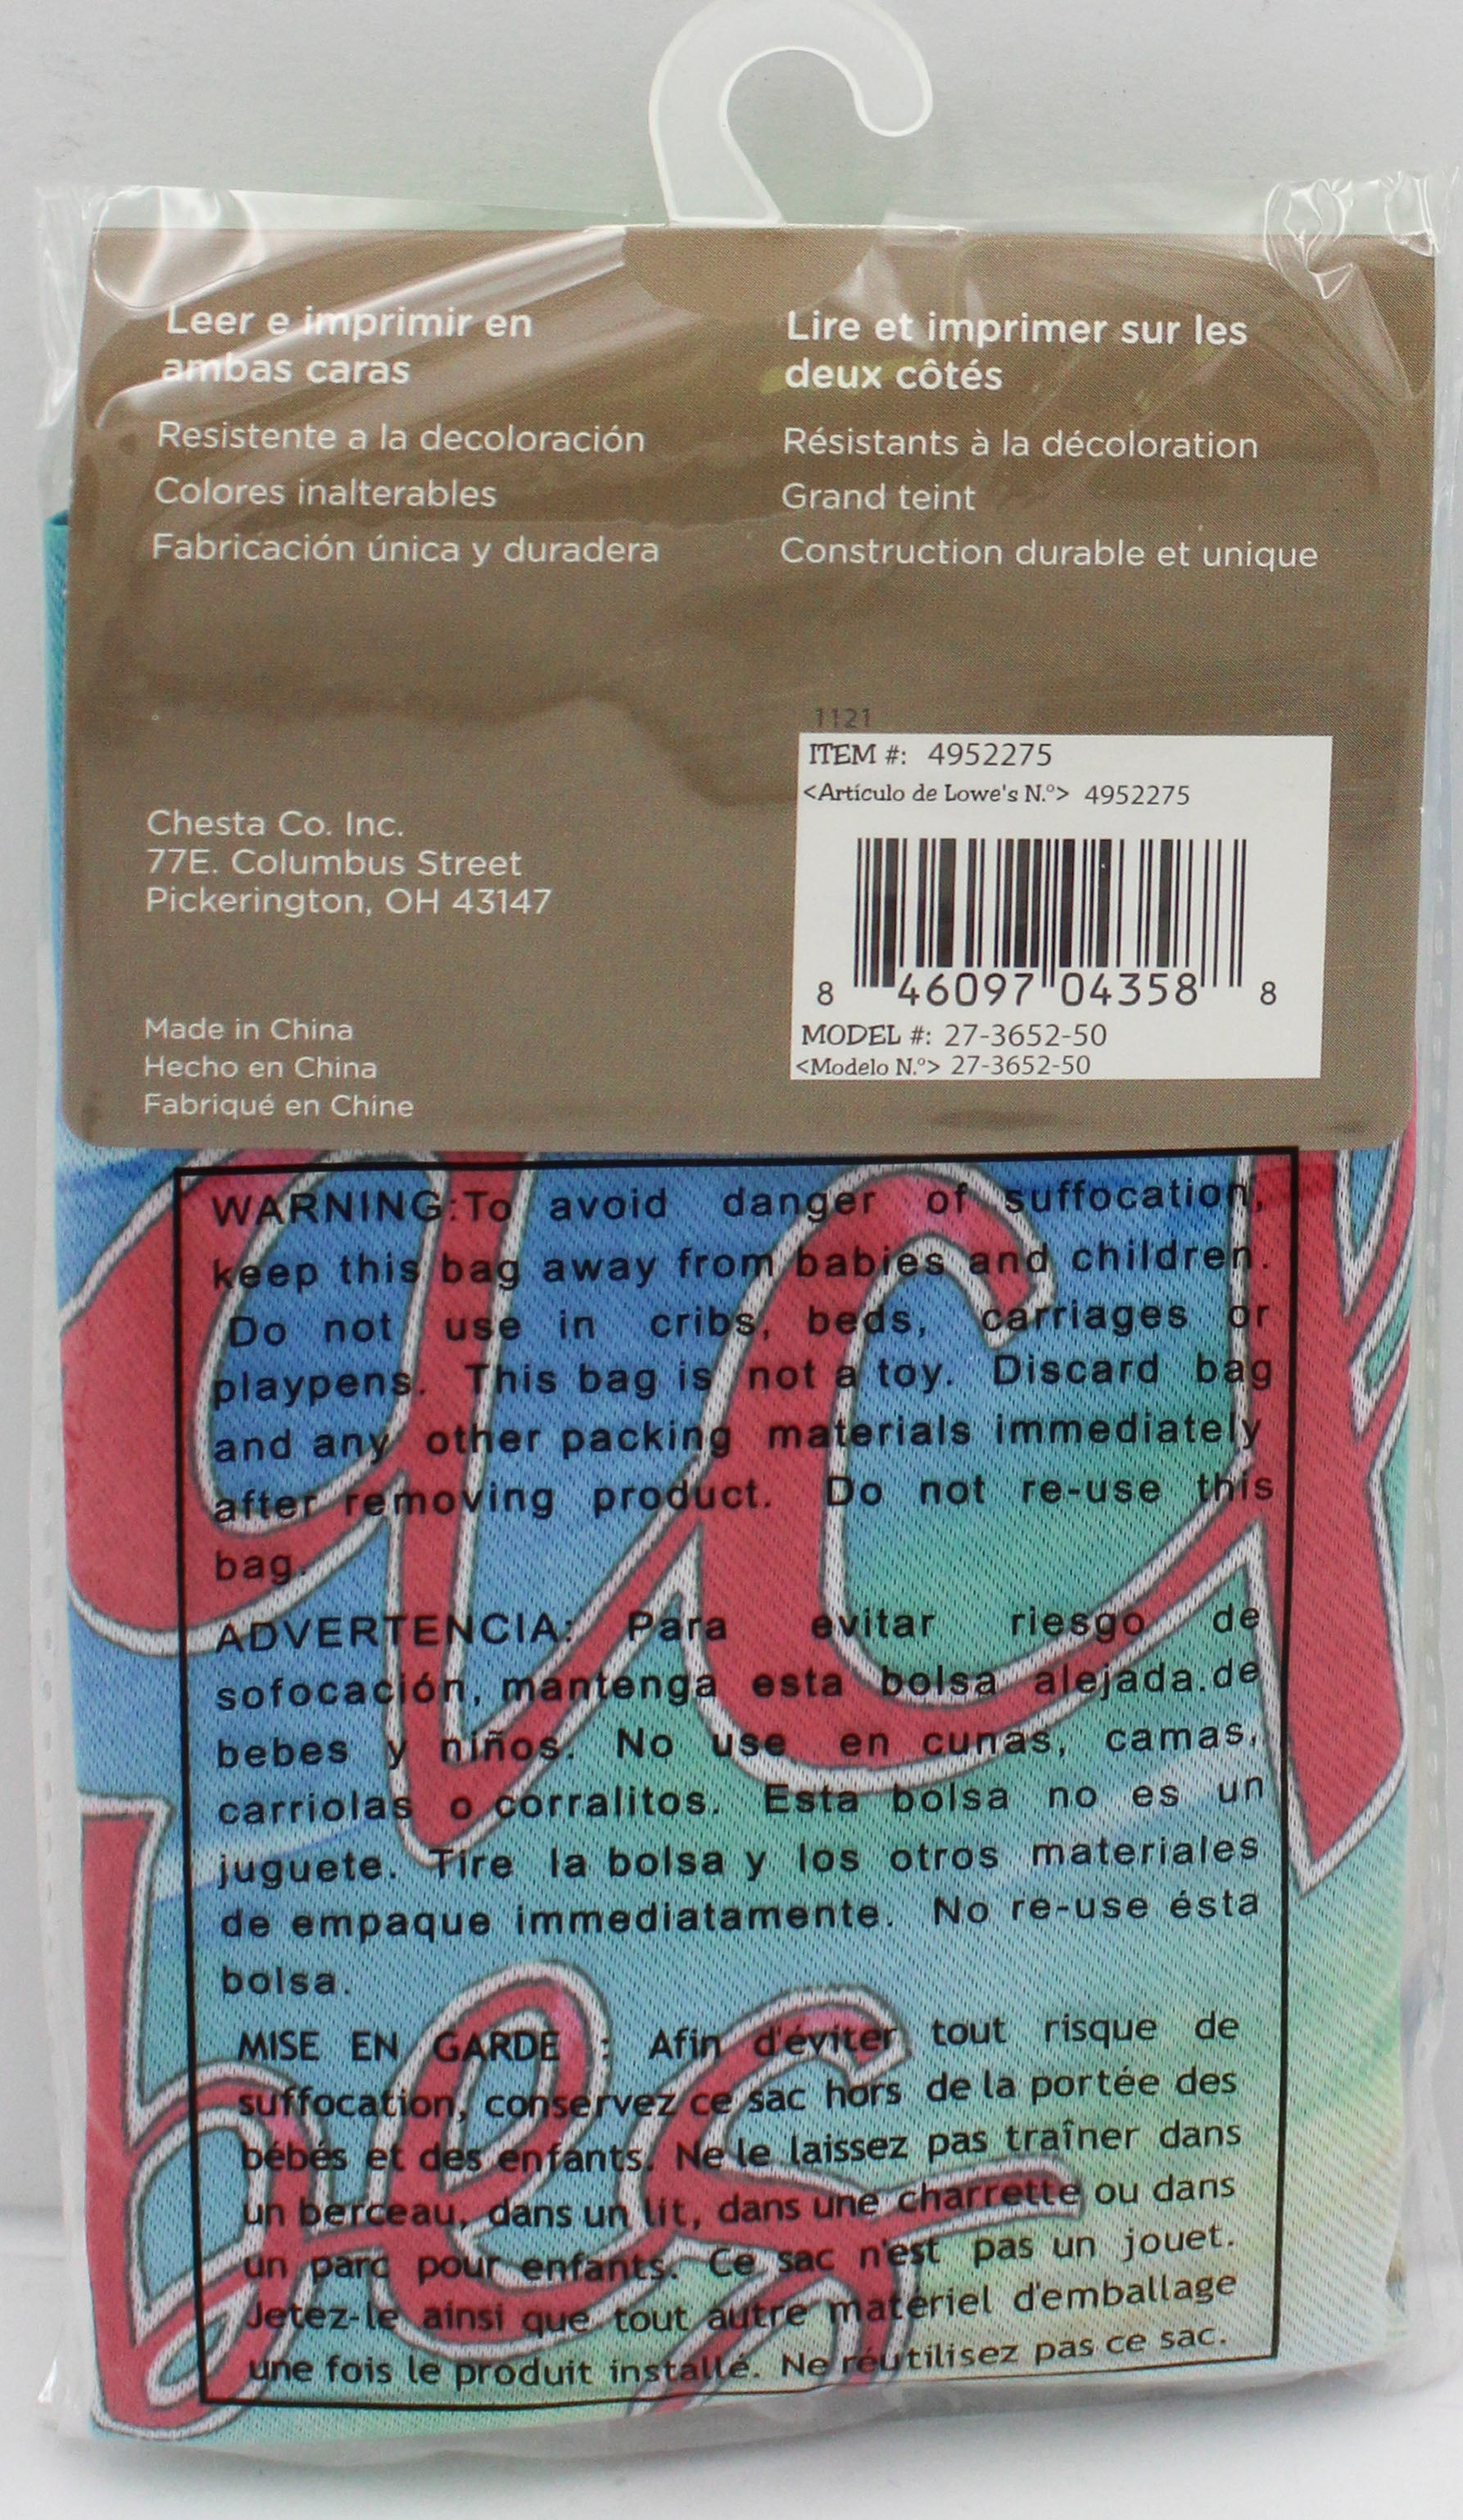 Leer e imprimir en
ambas caras
Resistente a la decoloración
Colores inalterables
Fabricación única y duradera
Lire et imprimer sur les
deux côtés
Résistants à la décoloration
Grand teint
Construction durable et unique
1121
ITEM #: 4952275
<Artículo de Lowe's N.º> 4952275
8 46097 04358 8
MODEL #: 27-3652-50
<Modelo N.º> 27-3652-50
Chesta Co. Inc.
77E. Columbus Street
Pickerington, OH 43147
Made in China
Hecho en China
Fabriqué en Chine
WARNING:To avoid danger of suffocation,
keep this bag away from babies and children.
Do not use in cribs, beds, carriages or
playpens. This bag is not a toy. Discard bag
and any other packing materials immediately
after removing product. Do not re-use this
bag.
ADVERTENCIA: Para evitar riesgo de
sofocación, mantenga esta bolsa alejada.de
bebes y niños. No use en cunas, camas,
carriolas o corralitos. Esta bolsa no es un
juguete. Tire la bolsa y los otros materiales
de empaque immediatamente. No re-use ésta
bolsa.
MISE EN GARDE : Afin d'éviter tout risque de
suffocation, conservez ce sac hors de la portée des
bébés et des enfants. Ne le laissez pas traîner dans
un berceau, dans un lit, dans une charrette ou dans
un parc pour enfants. Ce sac n'est pas un jouet.
Jetez-le ainsi que tout autre matériel d'emballage
une fois le produit installé. Ne réutilisez pas ce sac.